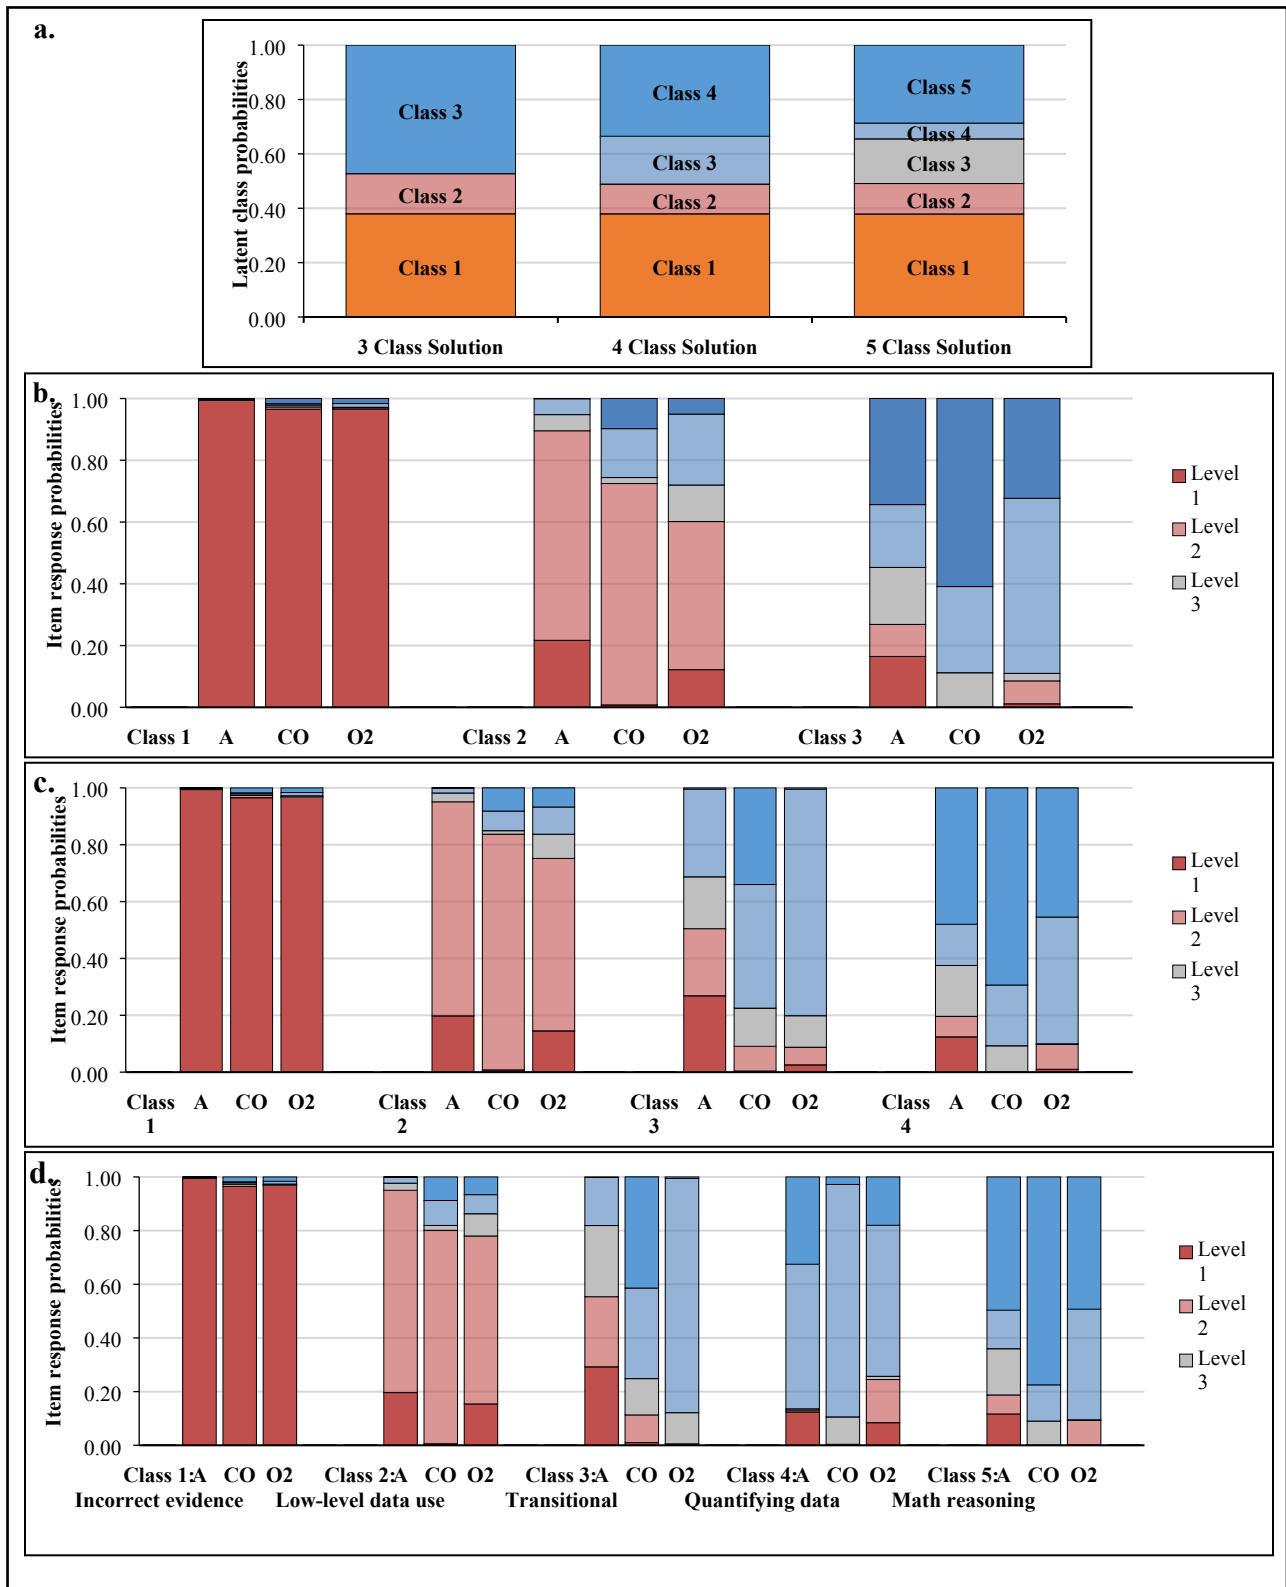 a.
Latent class probabilities
1.00
0.80
0.60
0.40
0.20
0.00
Class 3
Class 2
Class 1
Class 4
Class 3
Class 2
Class 1
Class 5
Class 4
Class 3
Class 2
Class 1
3 Class Solution 4 Class Solution 5 Class Solution
b.
Item response probabilities
1.00
0.80
0.60
0.40
0.20
0.00
Class 1 A CO O2 Class 2 A CO O2 Class 3 A CO O2
Level
1
Level
2
Level
3
c.
Item response probabilities
1.00
0.80
0.60
0.40
0.20
0.00
Class A CO O2 Class A CO O2 Class A CO O2 Class A CO O2
1 2 3 4
Level
1
Level
2
Level
3
d.
Item response probabilities
1.00
0.80
0.60
0.40
0.20
0.00
Class 1:A CO O2 Class 2:A CO O2 Class 3:A CO O2 Class 4:A CO O2 Class 5:A CO O2
Incorrect evidence Low-level data use Transitional Quantifying data Math reasoning
Level
1
Level
2
Level
3